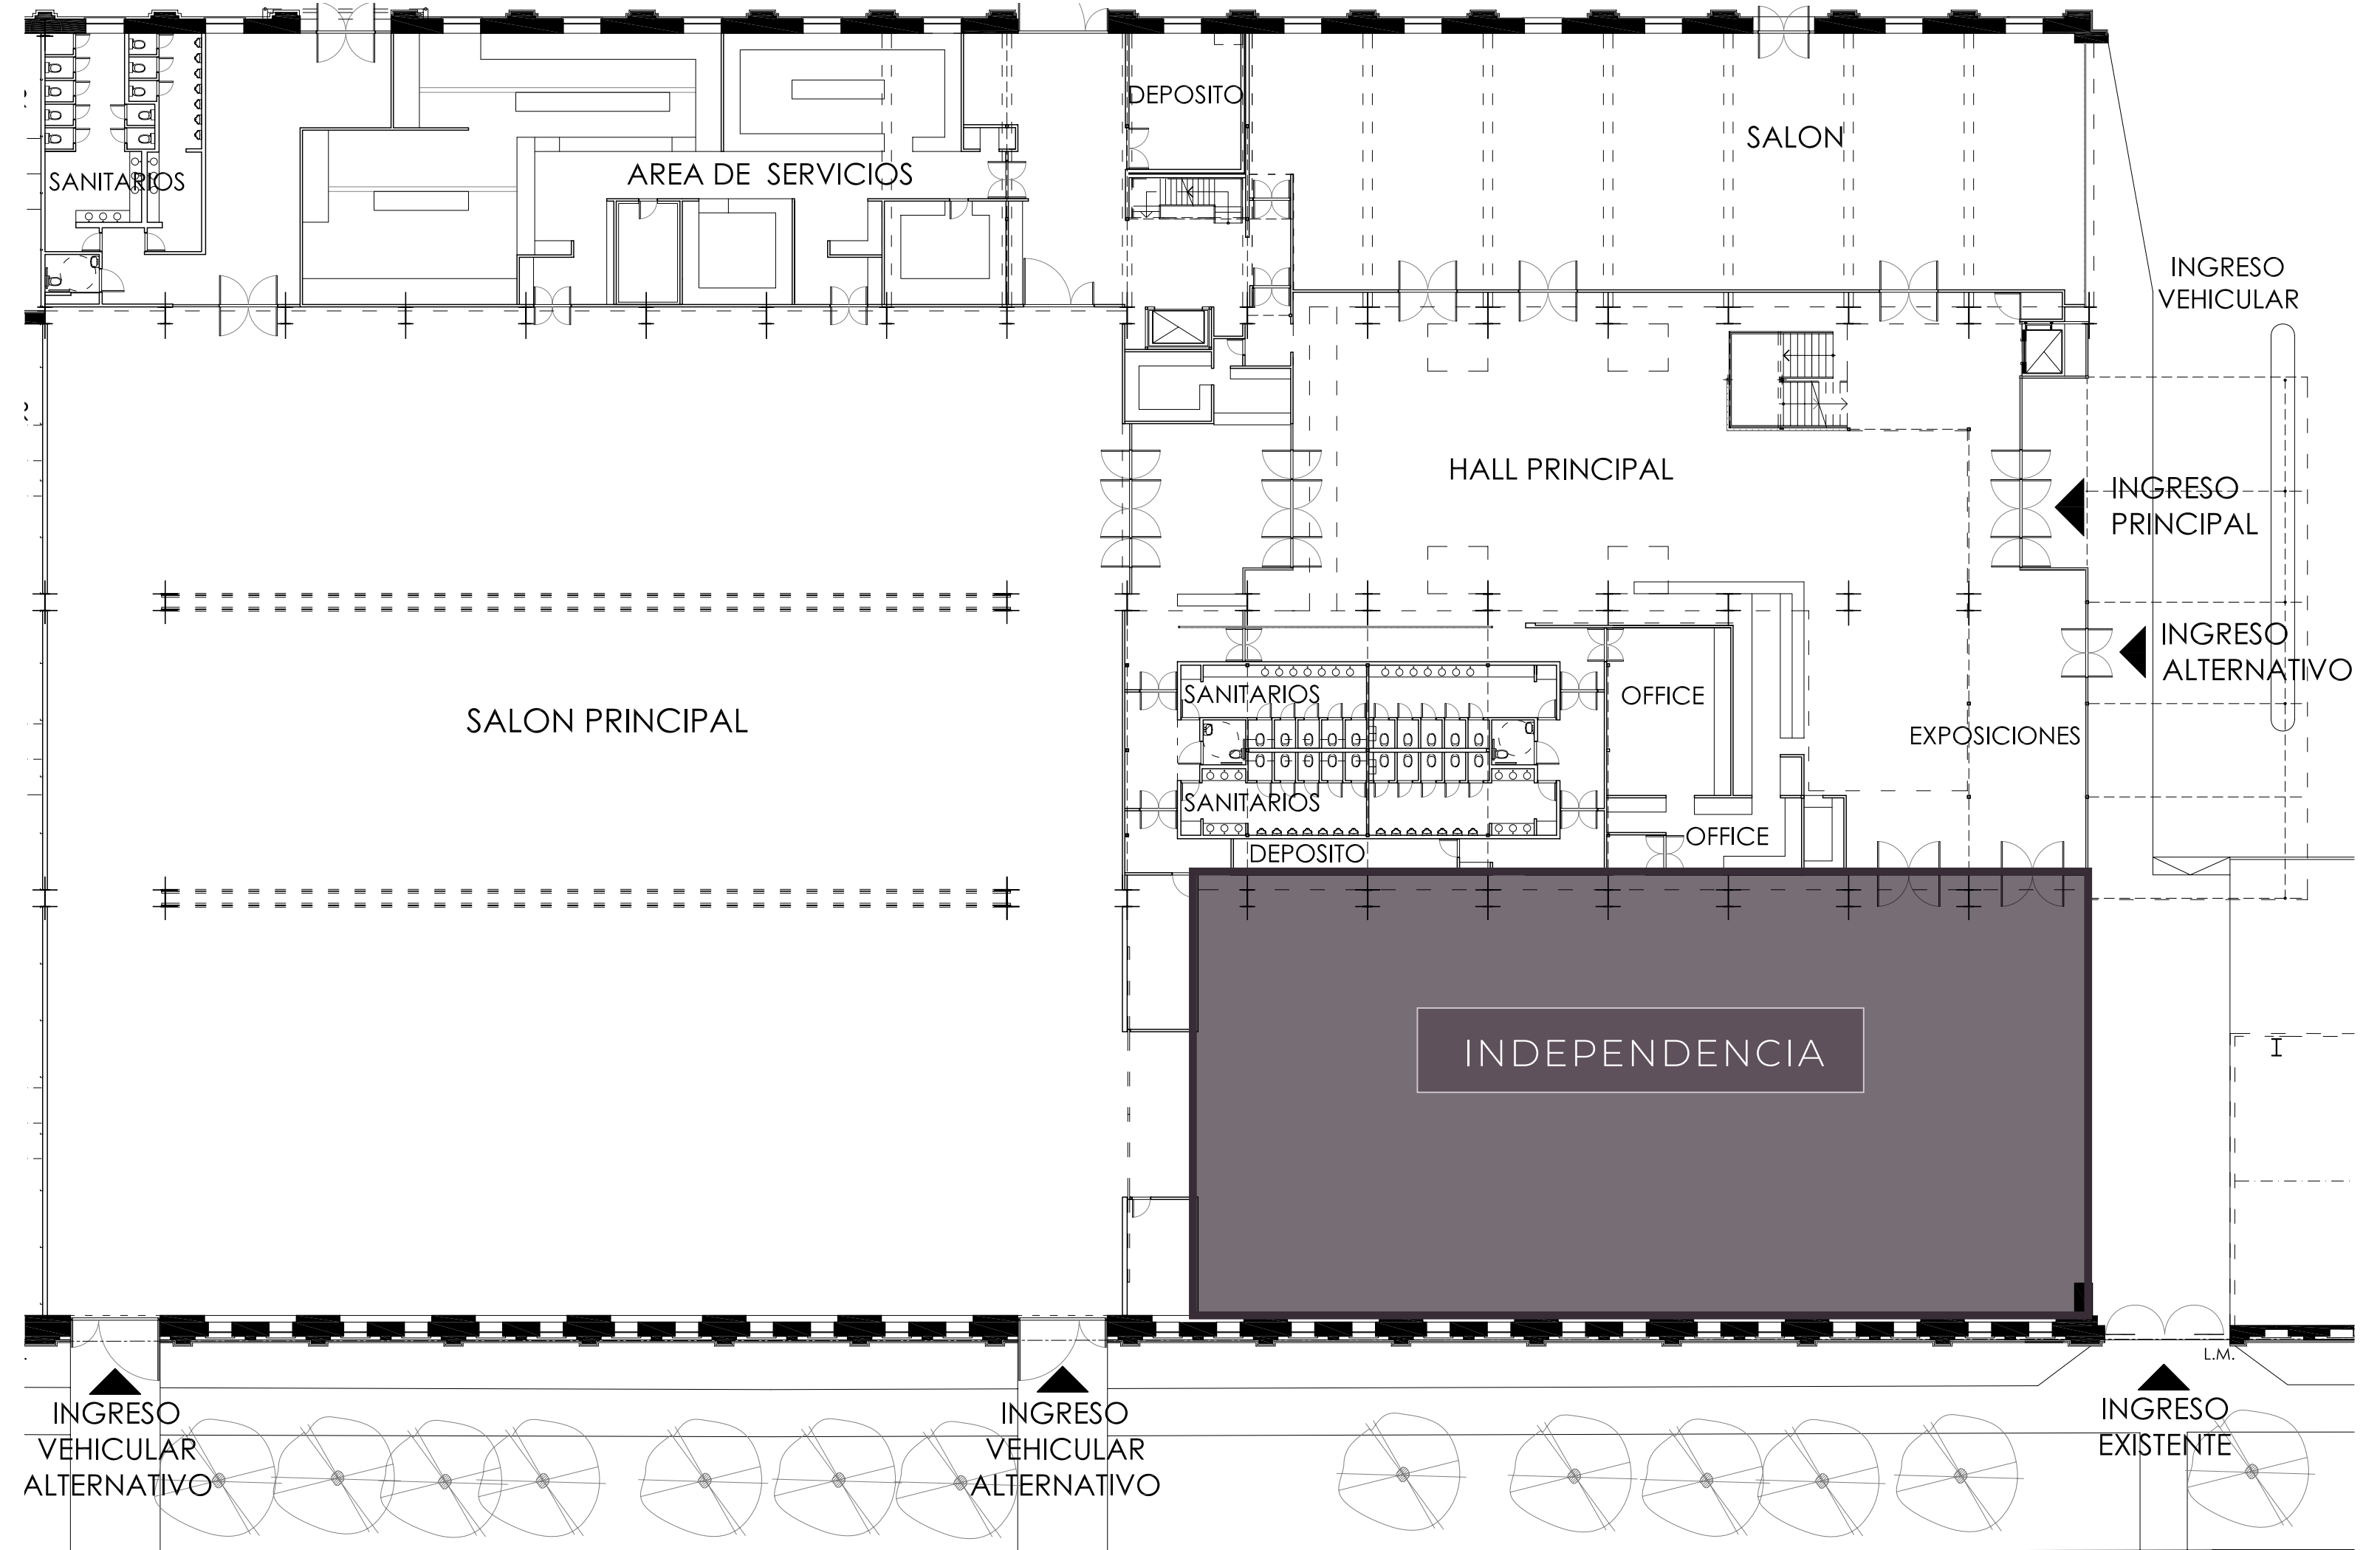 DEPOSITO
SALON
AREA DE SERVICIOS
SANITARIOS
INGRESO
VEHICULAR
HALL PRINCIPAL
INGRESO
PRINCIPAL
INGRESO
ALTERNATIVO
SALON PRINCIPAL
SANITARIOS
OFFICE
EXPOSICIONES
SANITARIOS
OFFICE
DEPOSITO
INDEPENDENCIA
I
L.M.
INGRESO
VEHICULAR
ALTERNATIVO
INGRESO
VEHICULAR
ALTERNATIVO
INGRESO
EXISTENTE